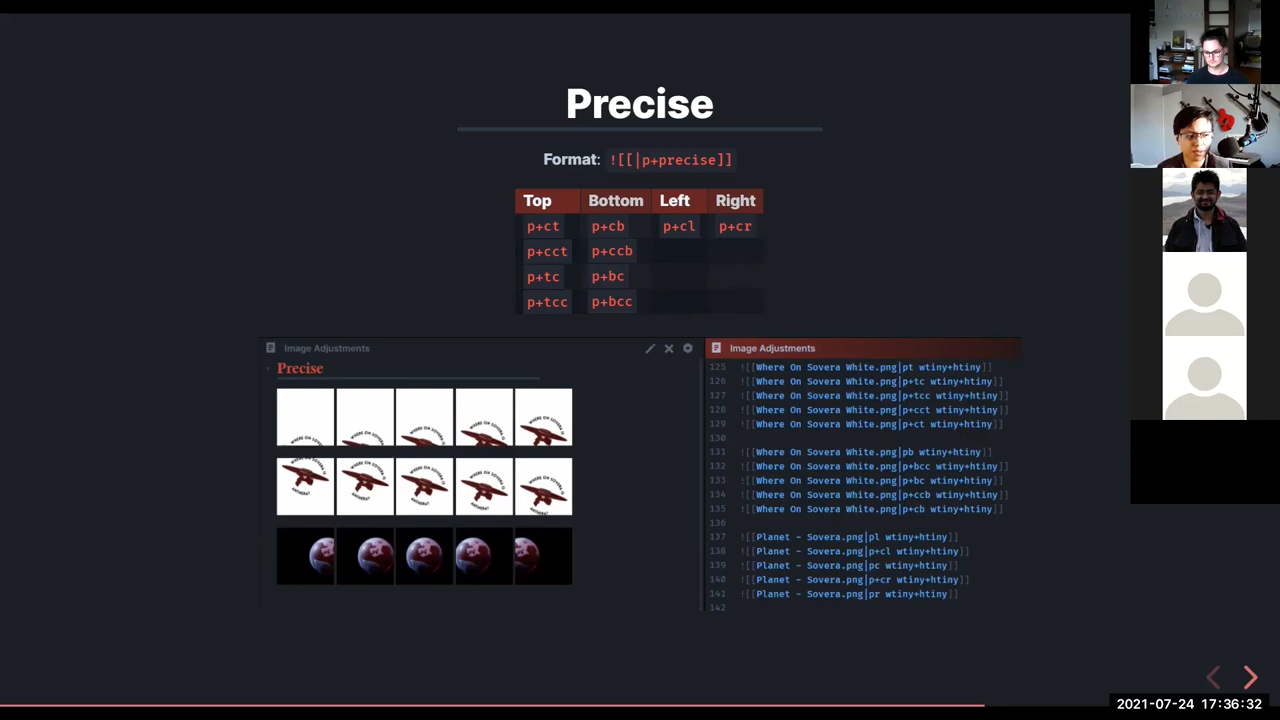 Precise
Format: ![[|p+precise]]
Top Bottom Left Right
p+ct p+cb p+cl p+cr
p+cct p+ccb
p+tc p+bc
p+tcc p+bcc
Image Adjustments
Precise
WHERE ON SOVERA IS
ANTHERA?
Image Adjustments
125 ![[Where On Sovera White.png|pt wtiny+htiny]]
126 ![[Where On Sovera White.png|p+tc wtiny+htiny]]
127 ![[Where On Sovera White.png|p+tcc wtiny+htiny]]
128 ![[Where On Sovera White.png|p+cct wtiny+htiny]]
129 ![[Where On Sovera White.png|p+ct wtiny+htiny]]
130
131 ![[Where On Sovera White.png|pb wtiny+htiny]]
132 ![[Where On Sovera White.png|p+bcc wtiny+htiny]]
133 ![[Where On Sovera White.png|p+bc wtiny+htiny]]
134 ![[Where On Sovera White.png|p+ccb wtiny+htiny]]
135 ![[Where On Sovera White.png|p+cb wtiny+htiny]]
136
137 ![[Planet - Sovera.png|pl wtiny+htiny]]
138 ![[Planet - Sovera.png|p+cl wtiny+htiny]]
139 ![[Planet - Sovera.png|pc wtiny+htiny]]
140 ![[Planet - Sovera.png|p+cr wtiny+htiny]]
141 ![[Planet - Sovera.png|pr wtiny+htiny]]
142
2021-07-24 17:36:32